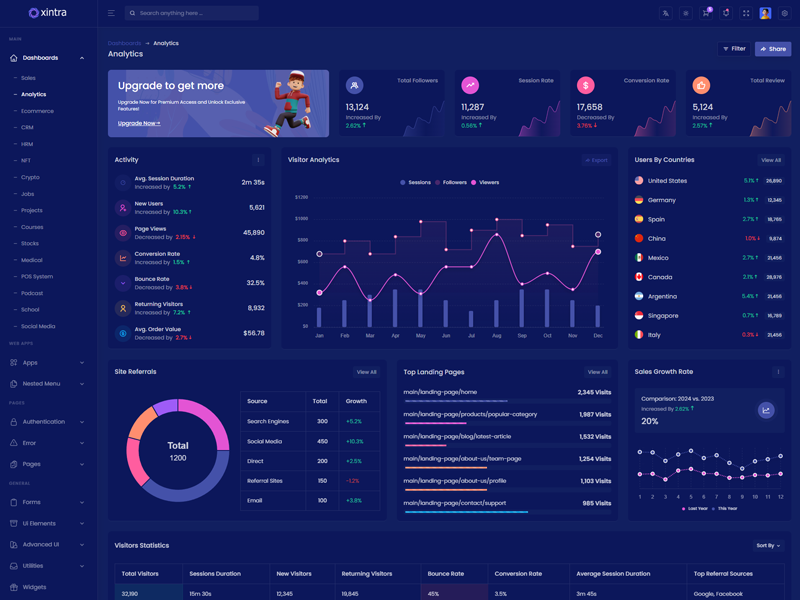 xintra
Search anything here ...
5
MAIN
Dashboards
Sales
Analytics
Ecommerce
CRM
HRM
NFT
Crypto
Jobs
Projects
Courses
Stocks
Medical
POS System
Podcast
School
Social Media
WEB APPS
Apps
Nested Menu
PAGES
Authentication
Error
Pages
GENERAL
Forms
UI Elements
Advanced UI
Utilities
Widgets
Dashboards → Analytics
Analytics
Filter
Share
Upgrade to get more
Upgrade Now for Premium Access and Unlock Exclusive
Features!
Upgrade Now→
Total Followers
13,124
Increased By
2.62% ↑
Session Rate
11,287
Increased By
0.56% ↑
Conversion Rate
$
17,658
Decreased By
3.76% ↓
Total Review
5,124
Increased By
2.57% ↑
Activity
Avg. Session Duration
Increased by 5.2% ↑
2m 35s
New Users
Increased by 10.3% ↑
5,621
Page Views
Decreased by 2.15% ↓
45,890
Conversion Rate
Increased by 1.5% ↑
4.8%
Bounce Rate
Decreased by 3.8% ↓
32.5%
Returning Visitors
Increased by 7.2% ↑
8,932
Avg. Order Value
Decreased by 2.7% ↓
$56.78
Visitor Analytics
Export
Sessions Followers Viewers
$1200
$1000
$800
$600
$400
$200
$0
Jan Feb Mar Apr May Jun Jul Aug Sep Oct Nov Dec
Users By Countries
View All
United States 5.1% ↑ 26,890
Germany 1.3% ↑ 12,345
Spain 2.7% ↑ 18,765
China 1.0% ↓ 9,874
Mexico 2.7% ↑ 21,456
Canada 2.1% ↑ 28,976
Argentina 5.4% ↑ 21,456
Singapore 0.7% ↑ 18,769
Italy 0.3% ↓ 21,456
Site Referrals
View All
Total
1200
Source Total Growth
Search Engines 300 +5.2%
Social Media 450 +10.3%
Direct 200 +2.5%
Referral Sites 150 -1.2%
Email 100 +3.8%
Top Landing Pages
View All
main/landing-page/home 2,345 Visits
main/landing-page/products/popular-category 1,987 Visits
main/landing-page/blog/latest-article 1,532 Visits
main/landing-page/about-us/team-page 1,254 Visits
main/landing-page/about-us/profile 1,103 Visits
main/landing-page/contact/support 985 Visits
Sales Growth Rate
Comparison: 2024 vs. 2023
Increased By 2.62% ↑
20%
1 2 3 4 5 6 7 8 9 10 11 12
Last Year This Year
Visitors Statistics
Sort By
Total Visitors Sessions Duration New Visitors Returning Visitors Bounce Rate Conversion Rate Average Session Duration Top Referral Sources
32,190 15m 30s 12,345 19,845 45% 3.5% 3m 45s Google, Facebook